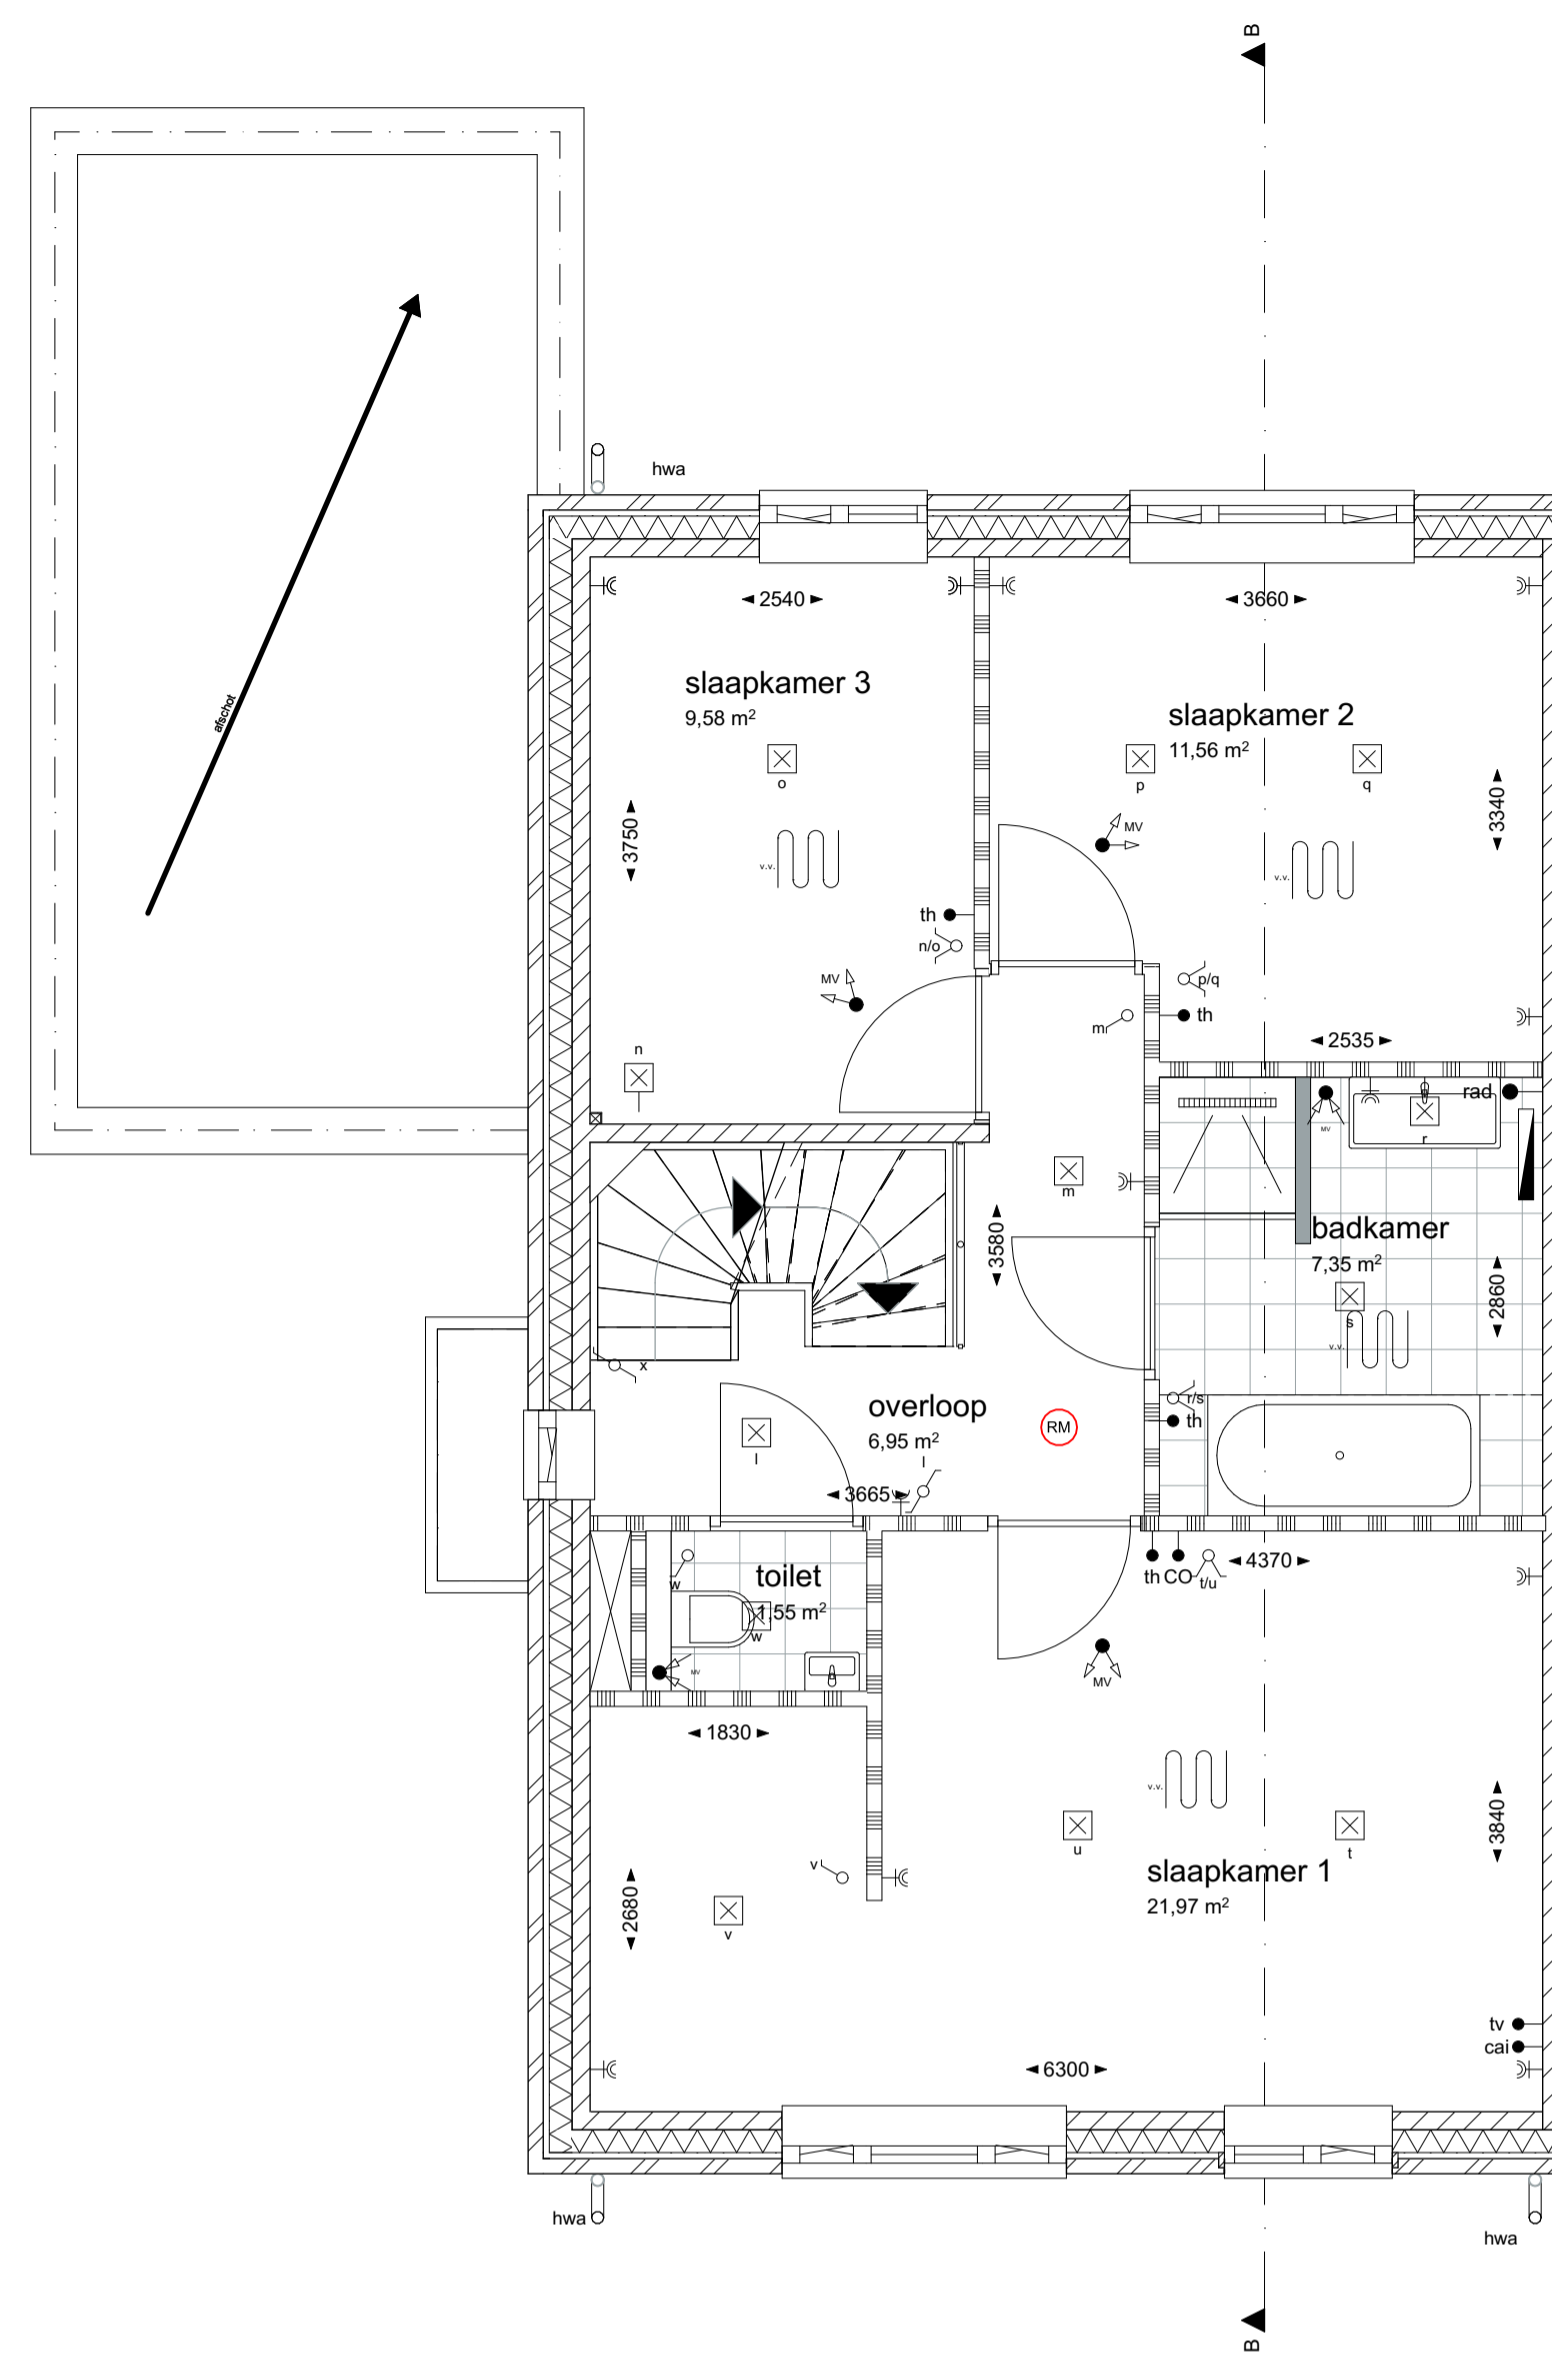 B
hwa
2540
3660
slaapkamer 3
9,58 m²
slaapkamer 2
11,56 m²
afschot
o
p
q
3750
3340
MV
v.v.
v.v.
th
n/o
MV
p/q
th
m
n
2535
rad
MV
r
m
3580
badkamer
7,35 m²
2860
s
v.v.
x
r/s
th
overloop
6,95 m²
RM
l
l
3665
4370
th CO t/u
w
toilet
1,55 m²
w
MV
MV
1830
v.v.
3840
u
t
v
slaapkamer 1
21,97 m²
2680
v
tv
cai
6300
hwa
hwa
B